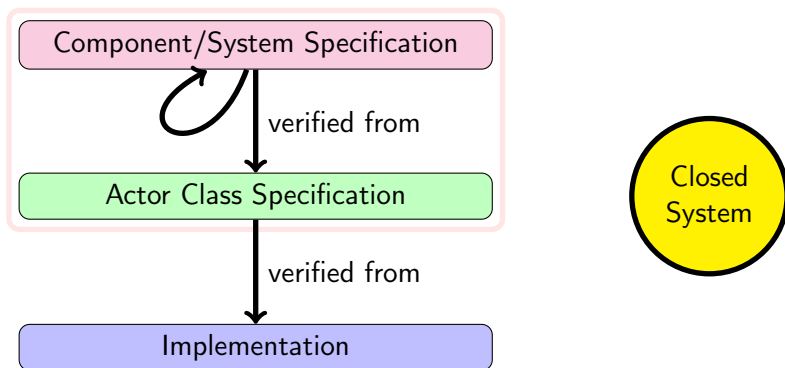 Component/System Specification
verified from
Actor Class Specification
verified from
Implementation
Closed
System